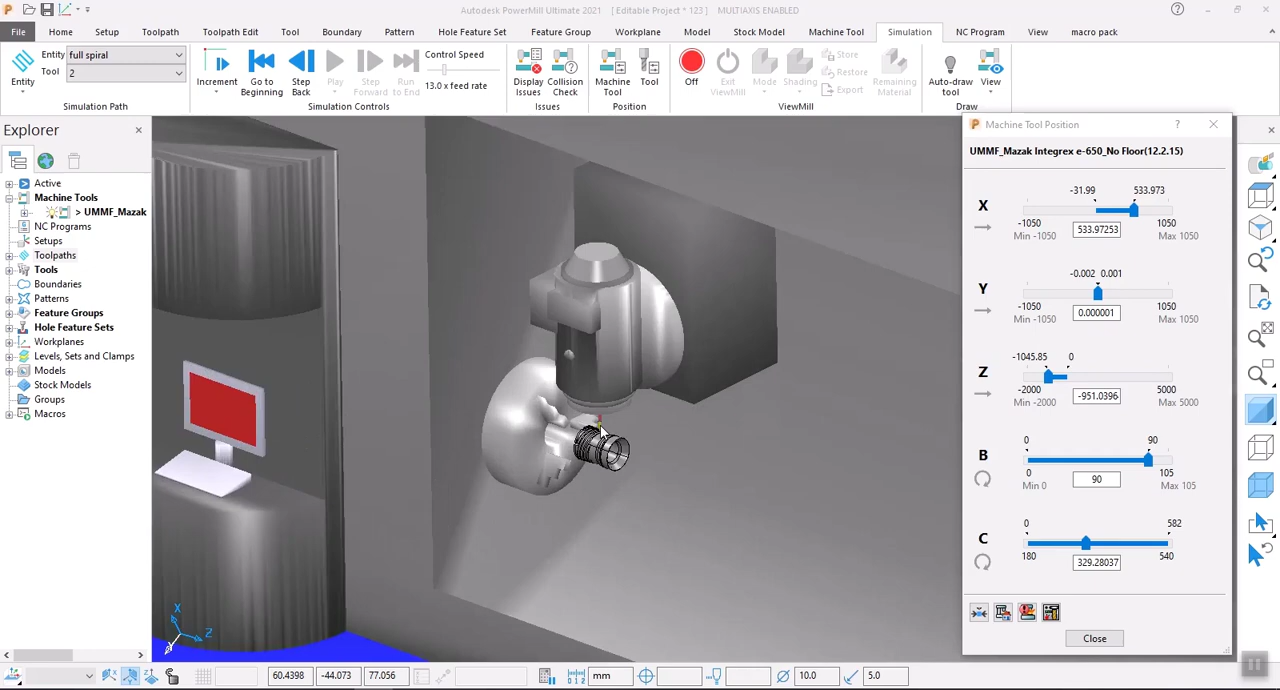 Autodesk PowerMill Ultimate 2021 [ Editable Project * 123 ] MULTIAXIS ENABLED
File Home Setup Toolpath Toolpath Edit Tool Boundary Pattern Hole Feature Set Feature Group Workplane Model Stock Model Machine Tool Simulation NC Program View macro pack
Entity full spiral
Tool 2
Entity
Simulation Path
Increment
Go to Beginning
Step Back
Play
Step Forward
Run to End
Control Speed
13.0 x feed rate
Simulation Controls
Display Issues
Collision Check
Issues
Machine Tool
Tool
Position
Off
Exit ViewMill
Mode
Shading
Store
Restore
Export
Remaining Material
ViewMill
Auto-draw tool
View
Draw
Explorer
Active
Machine Tools
> UMMF_Mazak
NC Programs
Setups
Toolpaths
Tools
Boundaries
Patterns
Feature Groups
Hole Feature Sets
Workplanes
Levels, Sets and Clamps
Models
Stock Models
Groups
Macros
X
Z
Y
Machine Tool Position
UMMF_Mazak Integrex e-650_No Floor(12.2.15)
-31.99 533.973
X
-1050 1050
Min -1050 533.97253 Max 1050
-0.002 0.001
Y
-1050 1050
Min -1050 0.000001 Max 1050
-1045.85 0
Z
-2000 5000
Min -2000 -951.0396 Max 5000
0 90
B
0 105
Min 0 90 Max 105
0 582
C
180 540
329.28037
Close
60.4398 -44.073 77.056 mm 10.0 5.0